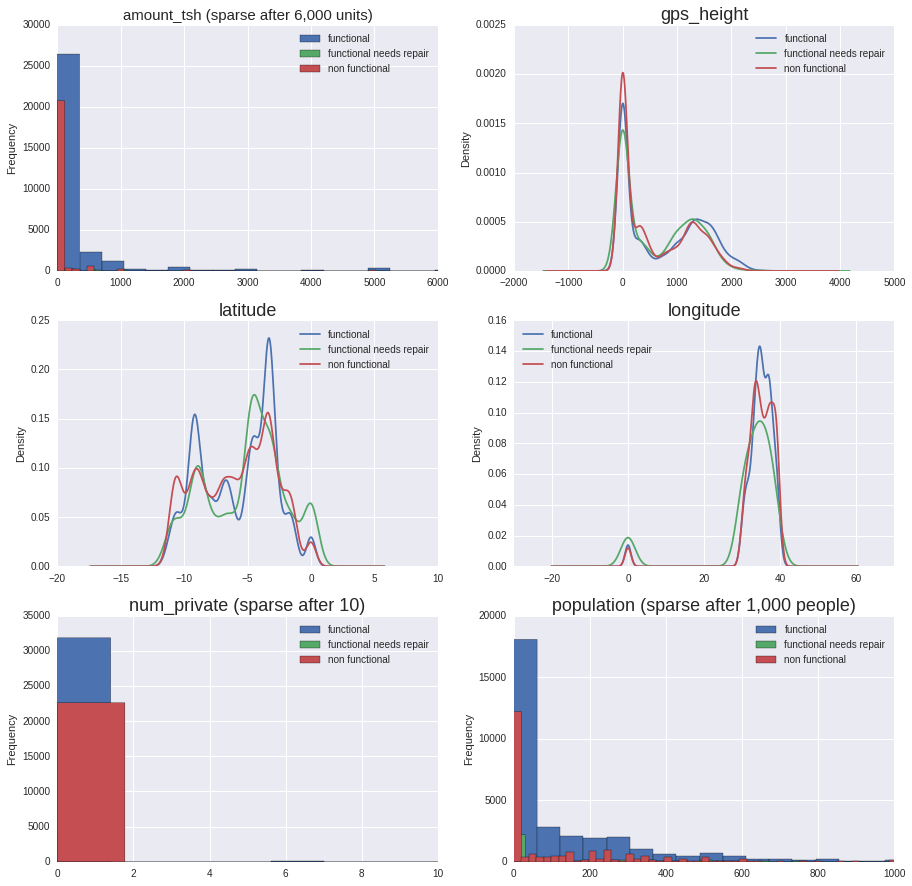 amount_tsh (sparse after 6,000 units)
30000
25000
20000
15000
10000
5000
0
Frequency
functional
functional needs repair
non functional
0 1000 2000 3000 4000 5000 6000
gps_height
0.0025
0.0020
0.0015
0.0010
0.0005
0.0000
Density
functional
functional needs repair
non functional
−2000 −1000 0 1000 2000 3000 4000 5000
latitude
0.25
0.20
0.15
0.10
0.05
0.00
Density
functional
functional needs repair
non functional
−20 −15 −10 −5 0 5 10
longitude
0.16
0.14
0.12
0.10
0.08
0.06
0.04
0.02
0.00
Density
functional
functional needs repair
non functional
−20 0 20 40 60
num_private (sparse after 10)
35000
30000
25000
20000
15000
10000
5000
0
Frequency
functional
functional needs repair
non functional
0 2 4 6 8 10
population (sparse after 1,000 people)
20000
15000
10000
5000
0
Frequency
functional
functional needs repair
non functional
0 200 400 600 800 1000